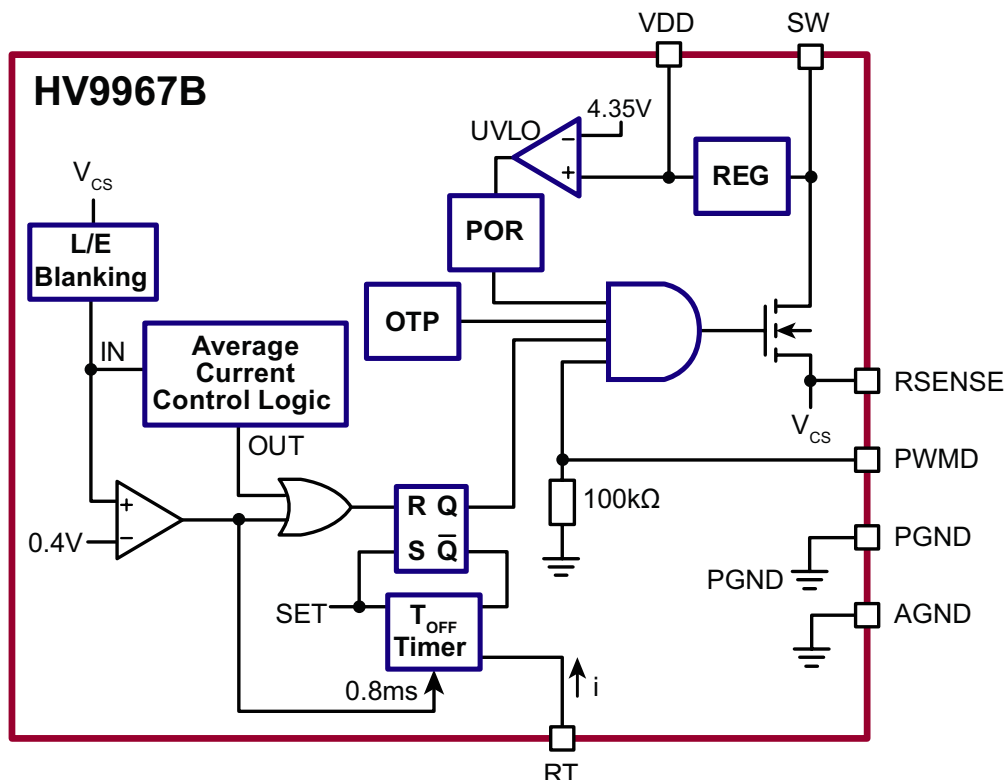 VDD
SW
HV9967B
4.35V
UVLO
−
+
REG
VCS
L/E
Blanking
POR
OTP
IN
Average
Current
Control Logic
OUT
RSENSE
VCS
PWMD
100kΩ
R Q
S Q̅
+
−
0.4V
PGND
PGND
SET
TOFF
Timer
AGND
0.8ms
i
RT